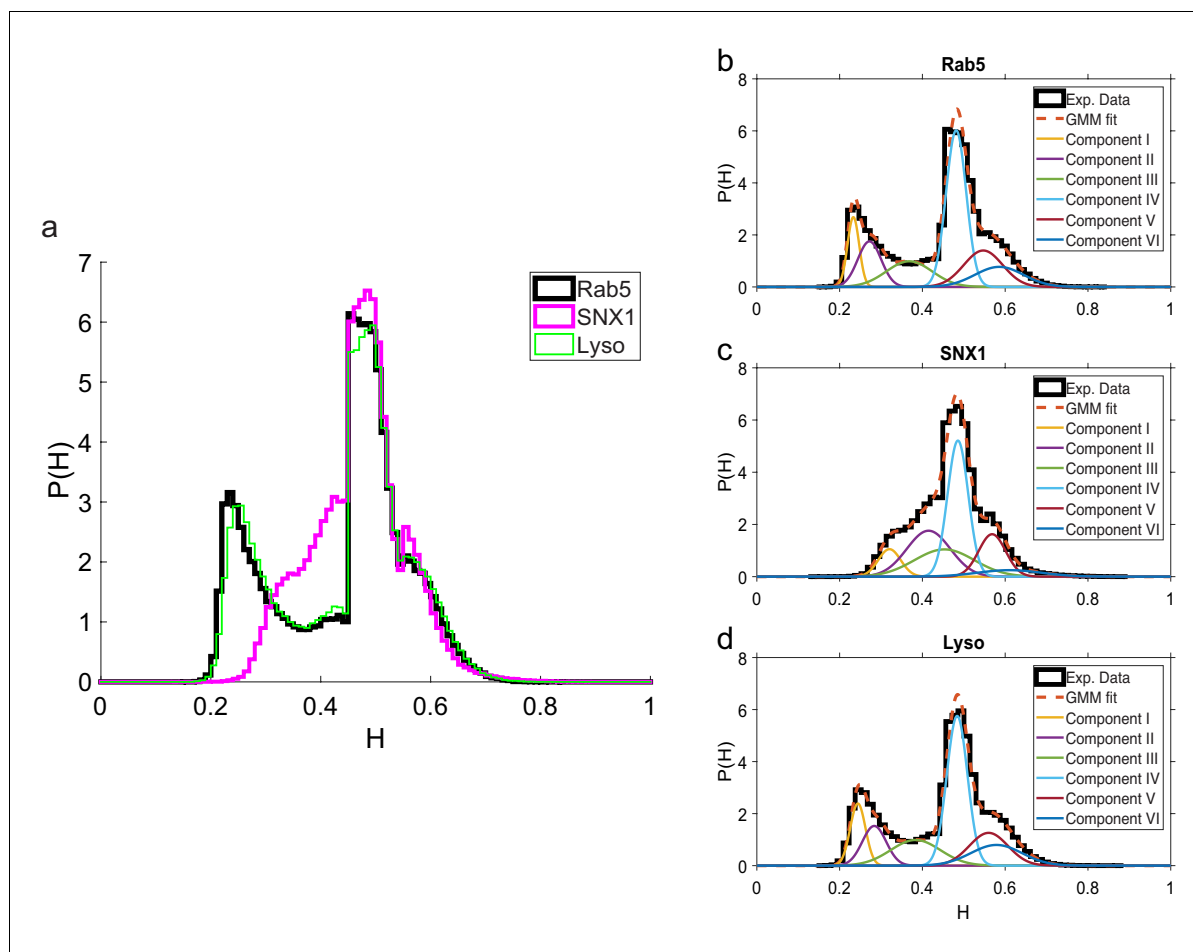 a
7
6
5
4
3
2
1
0
P(H)
0 0.2 0.4 0.6 0.8 1
H
Rab5
SNX1
Lyso
b
Rab5
8
6
4
2
0
P(H)
0 0.2 0.4 0.6 0.8 1
Exp. Data
GMM fit
Component I
Component II
Component III
Component IV
Component V
Component VI
c
SNX1
8
6
4
2
0
P(H)
0 0.2 0.4 0.6 0.8 1
Exp. Data
GMM fit
Component I
Component II
Component III
Component IV
Component V
Component VI
d
Lyso
8
6
4
2
0
P(H)
0 0.2 0.4 0.6 0.8 1
H
Exp. Data
GMM fit
Component I
Component II
Component III
Component IV
Component V
Component VI